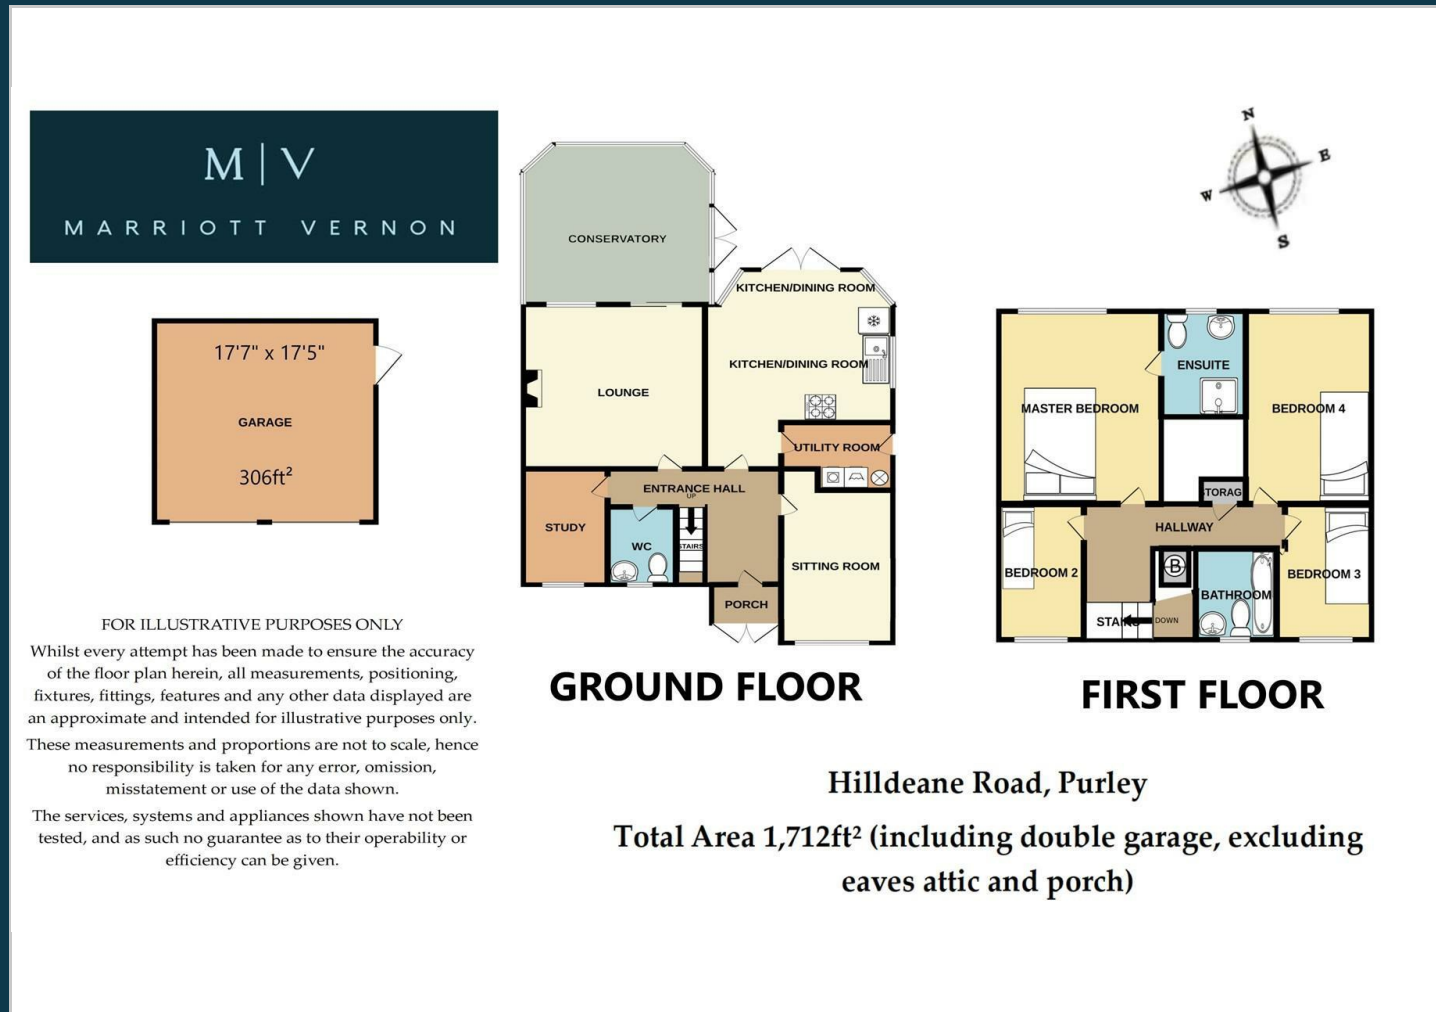 M | V
MARRIOTT VERNON
N
E
W
S
17'7" x 17'5"
GARAGE
306ft²
CONSERVATORY
KITCHEN/DINING ROOM
KITCHEN/DINING ROOM
LOUNGE
UTILITY ROOM
ENTRANCE HALL
UP
STUDY
WC
STAIRS
SITTING ROOM
PORCH
GROUND FLOOR
ENSUITE
MASTER BEDROOM
BEDROOM 4
TORAG
HALLWAY
B
BEDROOM 2
BEDROOM 3
BATHROOM
STAIRS
DOWN
FIRST FLOOR
FOR ILLUSTRATIVE PURPOSES ONLY
Whilst every attempt has been made to ensure the accuracy
of the floor plan herein, all measurements, positioning,
fixtures, fittings, features and any other data displayed are
an approximate and intended for illustrative purposes only.
These measurements and proportions are not to scale, hence
no responsibility is taken for any error, omission,
misstatement or use of the data shown.
The services, systems and appliances shown have not been
tested, and as such no guarantee as to their operability or
efficiency can be given.
Hilldeane Road, Purley
Total Area 1,712ft² (including double garage, excluding
eaves attic and porch)